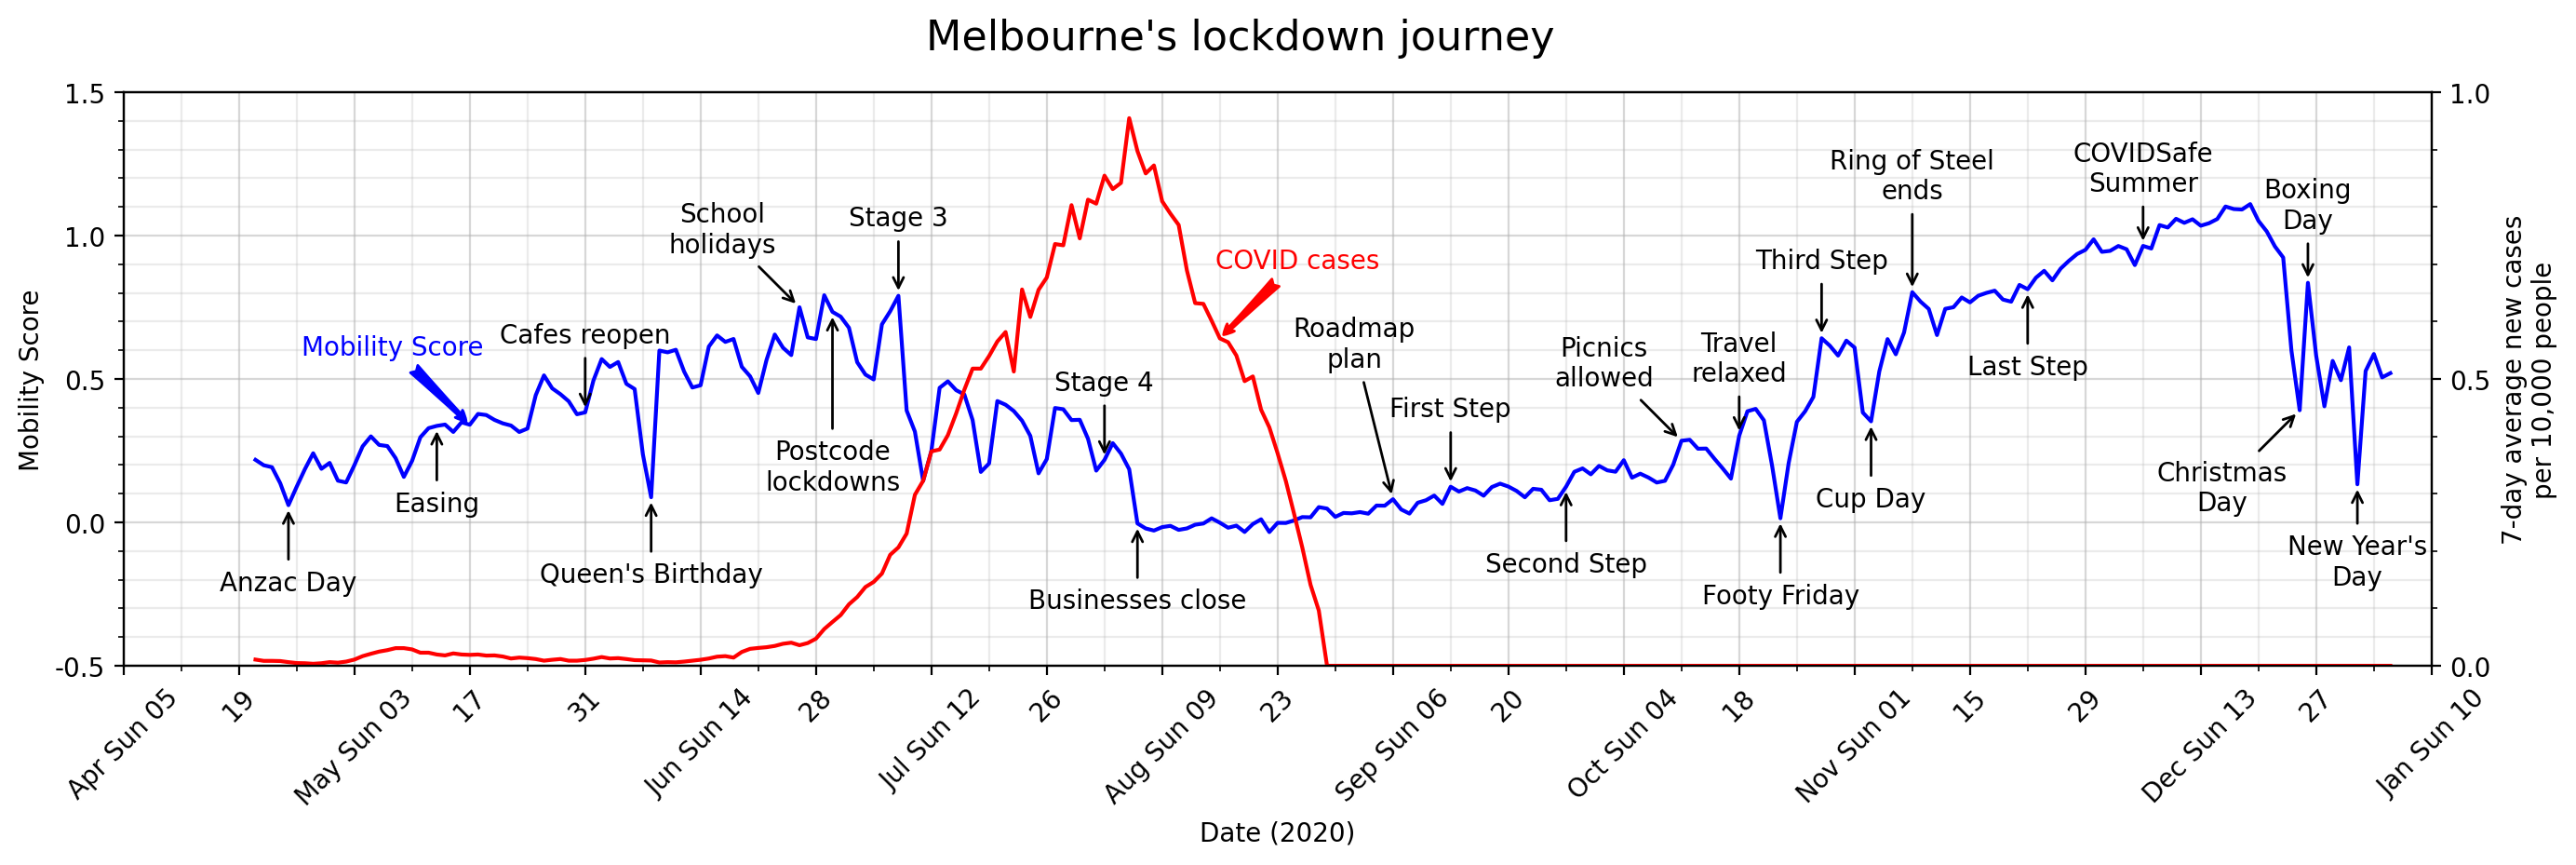 Melbourne's lockdown journey
1.5
1.0
0.5
0.0
-0.5
Mobility Score
1.0
0.5
0.0
7-day average new cases
per 10,000 people
Mobility Score
Anzac Day
Easing
Cafes reopen
Queen's Birthday
School
holidays
Postcode
lockdowns
Stage 3
Stage 4
Businesses close
COVID cases
Roadmap
plan
First Step
Second Step
Picnics
allowed
Travel
relaxed
Footy Friday
Third Step
Cup Day
Ring of Steel
ends
Last Step
COVIDSafe
Summer
Christmas
Day
Boxing
Day
New Year's
Day
Apr Sun 05
19
May Sun 03
17
31
Jun Sun 14
28
Jul Sun 12
26
Aug Sun 09
23
Sep Sun 06
20
Oct Sun 04
18
Nov Sun 01
15
29
Dec Sun 13
27
Jan Sun 10
Date (2020)